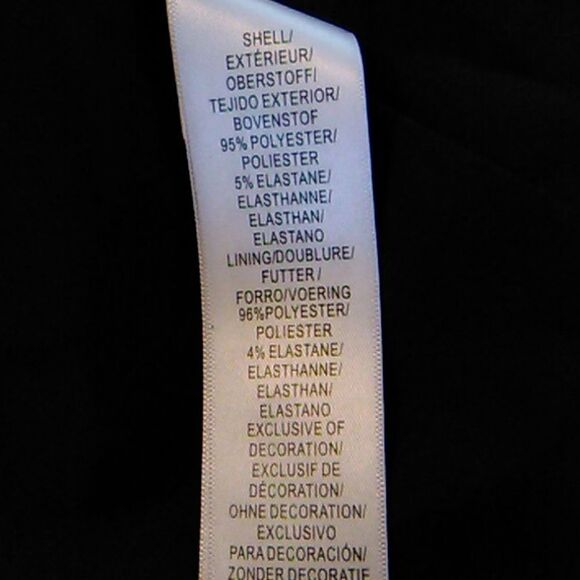 SHELL/
EXTÉRIEUR/
OBERSTOFF/
TEJIDO EXTERIOR/
BOVENSTOF
95% POLYESTER/
POLIESTER
5% ELASTANE/
ELASTHANNE/
ELASTHAN/
ELASTANO
LINING/DOUBLURE/
FUTTER /
FORRO/VOERING
96%POLYESTER/
POLIESTER
4% ELASTANE/
ELASTHANNE/
ELASTHAN/
ELASTANO
EXCLUSIVE OF
DECORATION/
EXCLUSIF DE
DÉCORATION/
OHNE DECORATION/
EXCLUSIVO
PARA DECORACIÓN/
ZONDER DECORATIE